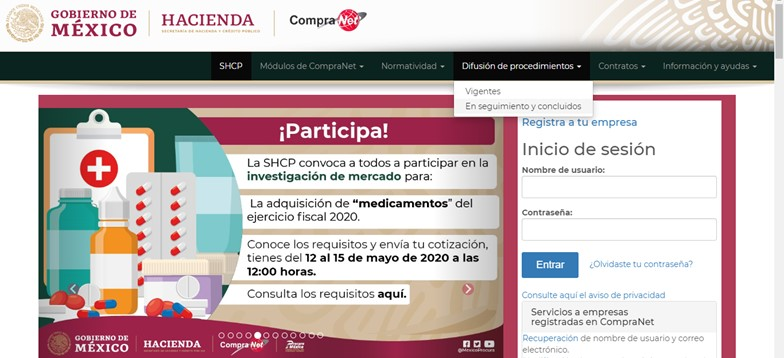 GOBIERNO DE
MÉXICO
HACIENDA
SECRETARÍA DE HACIENDA Y CRÉDITO PÚBLICO
CompraNet
SHCP
Módulos de CompraNet
Normatividad
Difusión de procedimientos
Contratos
Información y ayudas
Vigentes
En seguimiento y concluidos
¡Participa!
La SHCP convoca a todos a participar en la
investigación de mercado para:
La adquisición de “medicamentos” del
ejercicio fiscal 2020.
Conoce los requisitos y envía tu cotización,
tienes del 12 al 15 de mayo de 2020 a las
12:00 horas.
Consulta los requisitos aquí.
GOBIERNO DE
MÉXICO
HACIENDA
CompraNet
Registra a tu empresa
Inicio de sesión
Nombre de usuario:
Contraseña:
Entrar
¿Olvidaste tu contraseña?
Consulte aquí el aviso de privacidad
Servicios a empresas
registradas en CompraNet
Recuperación de nombre de usuario y correo
electrónico.